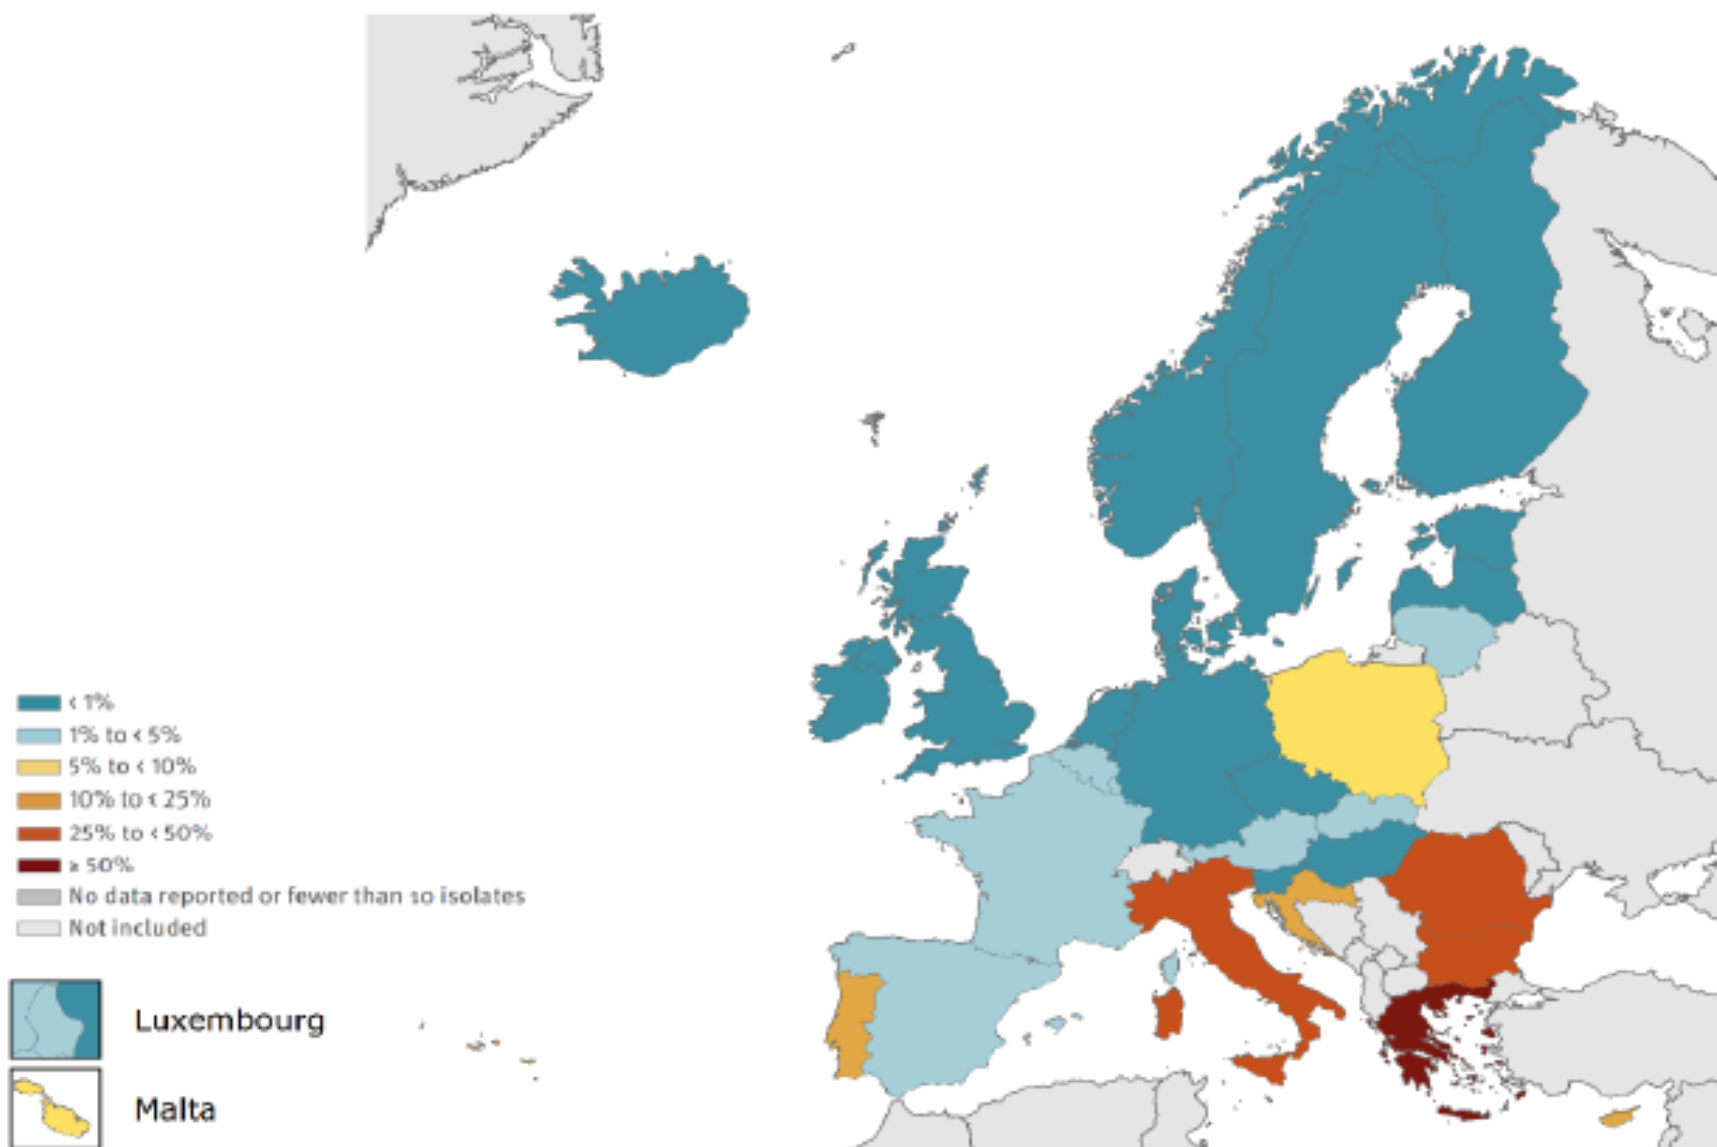 < 1%
1% to < 5%
5% to < 10%
10% to < 25%
25% to < 50%
≥ 50%
No data reported or fewer than 10 isolates
Not included
Luxembourg
Malta